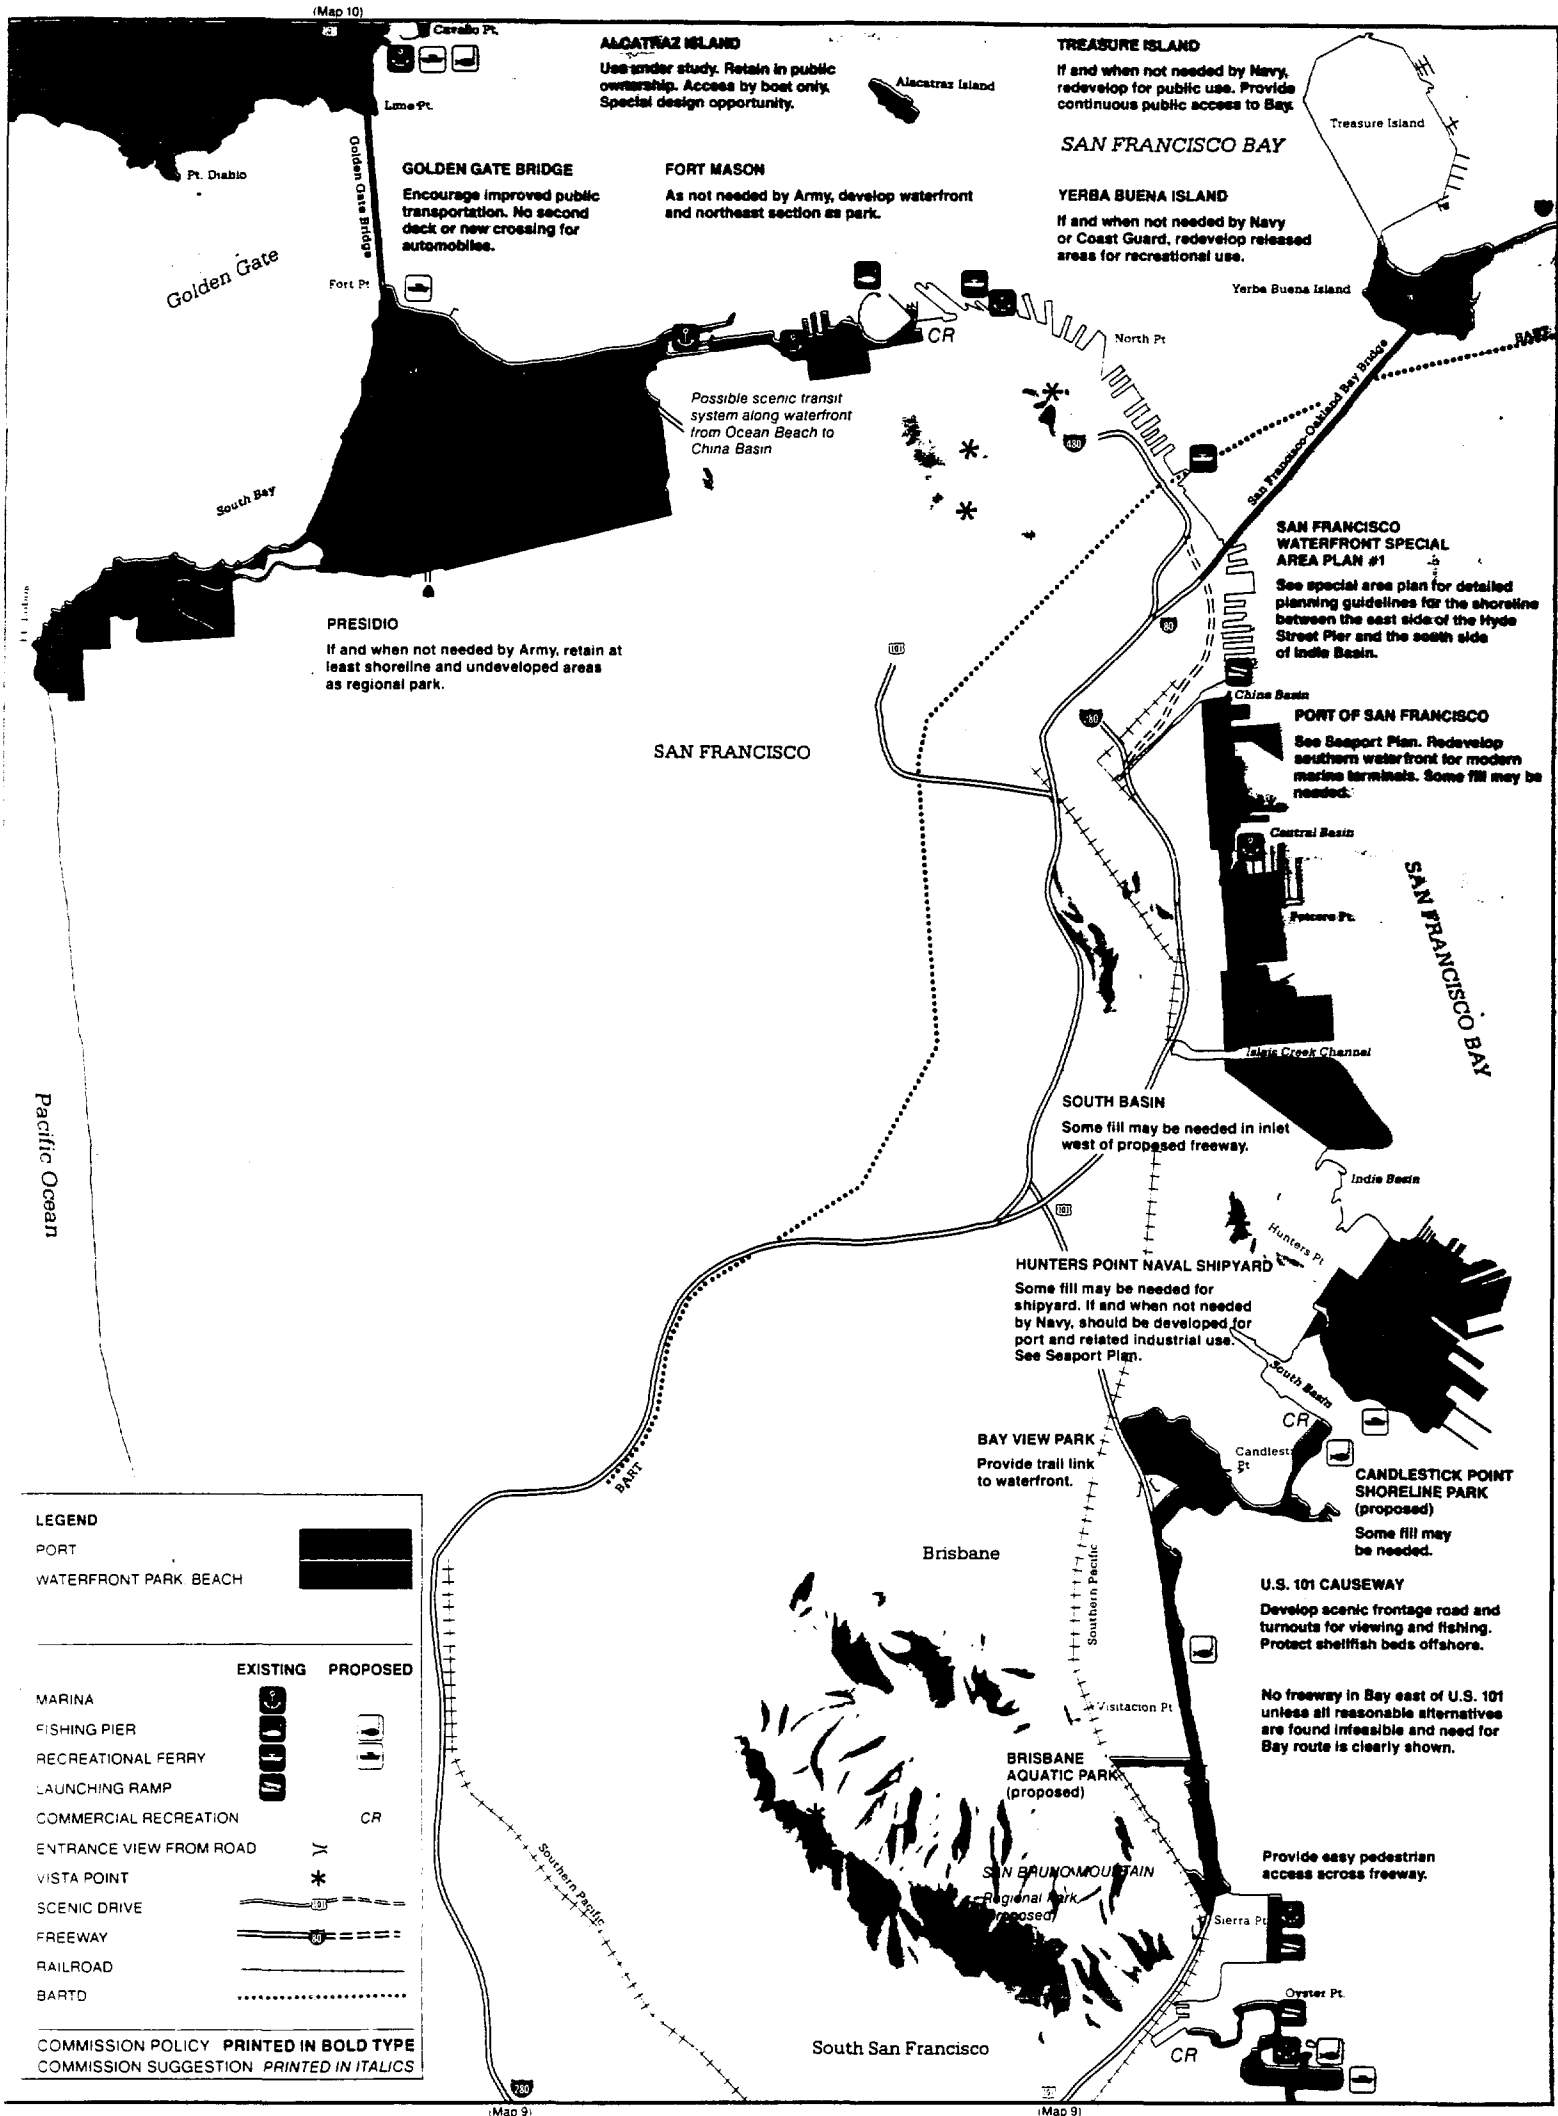 (Map 10)
Cavallo Pt.
Lime Pt.
Pt. Diablo
Golden Gate Bridge
Golden Gate
Fort Pt
South Bay
ALCATRAZ ISLAND
Use under study. Retain in public
ownership. Access by boat only.
Special design opportunity.
Alacatraz Island
TREASURE ISLAND
If and when not needed by Navy,
redevelop for public use. Provide
continuous public access to Bay.
Treasure Island
SAN FRANCISCO BAY
GOLDEN GATE BRIDGE
Encourage improved public
transportation. No second
deck or new crossing for
automobiles.
FORT MASON
As not needed by Army, develop waterfront
and northeast section as park.
YERBA BUENA ISLAND
If and when not needed by Navy
or Coast Guard, redevelop released
areas for recreational use.
Yerba Buena Island
BART
CR
North Pt
San Francisco-Oakland Bay Bridge
Possible scenic transit
system along waterfront
from Ocean Beach to
China Basin
480
SAN FRANCISCO
WATERFRONT SPECIAL
AREA PLAN #1
See special area plan for detailed
planning guidelines for the shoreline
between the east side of the Hyde
Street Pier and the south side
of India Basin.
PRESIDIO
If and when not needed by Army, retain at
least shoreline and undeveloped areas
as regional park.
101
80
China Basin
PORT OF SAN FRANCISCO
See Seaport Plan. Redevelop
southern waterfront for modern
marine terminals. Some fill may be
needed.
SAN FRANCISCO
Central Basin
Potrero Pt.
SAN FRANCISCO BAY
Islais Creek Channel
Pacific Ocean
SOUTH BASIN
Some fill may be needed in inlet
west of proposed freeway.
India Basin
101
Hunters Pt
HUNTERS POINT NAVAL SHIPYARD
Some fill may be needed for
shipyard. If and when not needed
by Navy, should be developed for
port and related industrial use.
See Seaport Plan.
South Basin
CR
BAY VIEW PARK
Provide trail link
to waterfront.
Candlest
Pt
CANDLESTICK POINT
SHORELINE PARK
(proposed)
Some fill may
be needed.
BART
Brisbane
Southern Pacific
U.S. 101 CAUSEWAY
Develop scenic frontage road and
turnouts for viewing and fishing.
Protect shellfish beds offshore.
No freeway in Bay east of U.S. 101
unless all reasonable alternatives
are found infeasible and need for
Bay route is clearly shown.
Visitacion Pt
BRISBANE
AQUATIC PARK
(proposed)
Provide easy pedestrian
access across freeway.
SAN BRUNO MOUNTAIN
Regional Park
Sierra Pt
Southern Pacific
Oyster Pt.
CR
South San Francisco
280
101
(Map 9)
(Map 9)
LEGEND
PORT
WATERFRONT PARK, BEACH
EXISTING PROPOSED
MARINA
FISHING PIER
RECREATIONAL FERRY
LAUNCHING RAMP
COMMERCIAL RECREATION CR
ENTRANCE VIEW FROM ROAD
VISTA POINT
SCENIC DRIVE 101
FREEWAY 80
RAILROAD
BARTD
COMMISSION POLICY PRINTED IN BOLD TYPE
COMMISSION SUGGESTION PRINTED IN ITALICS